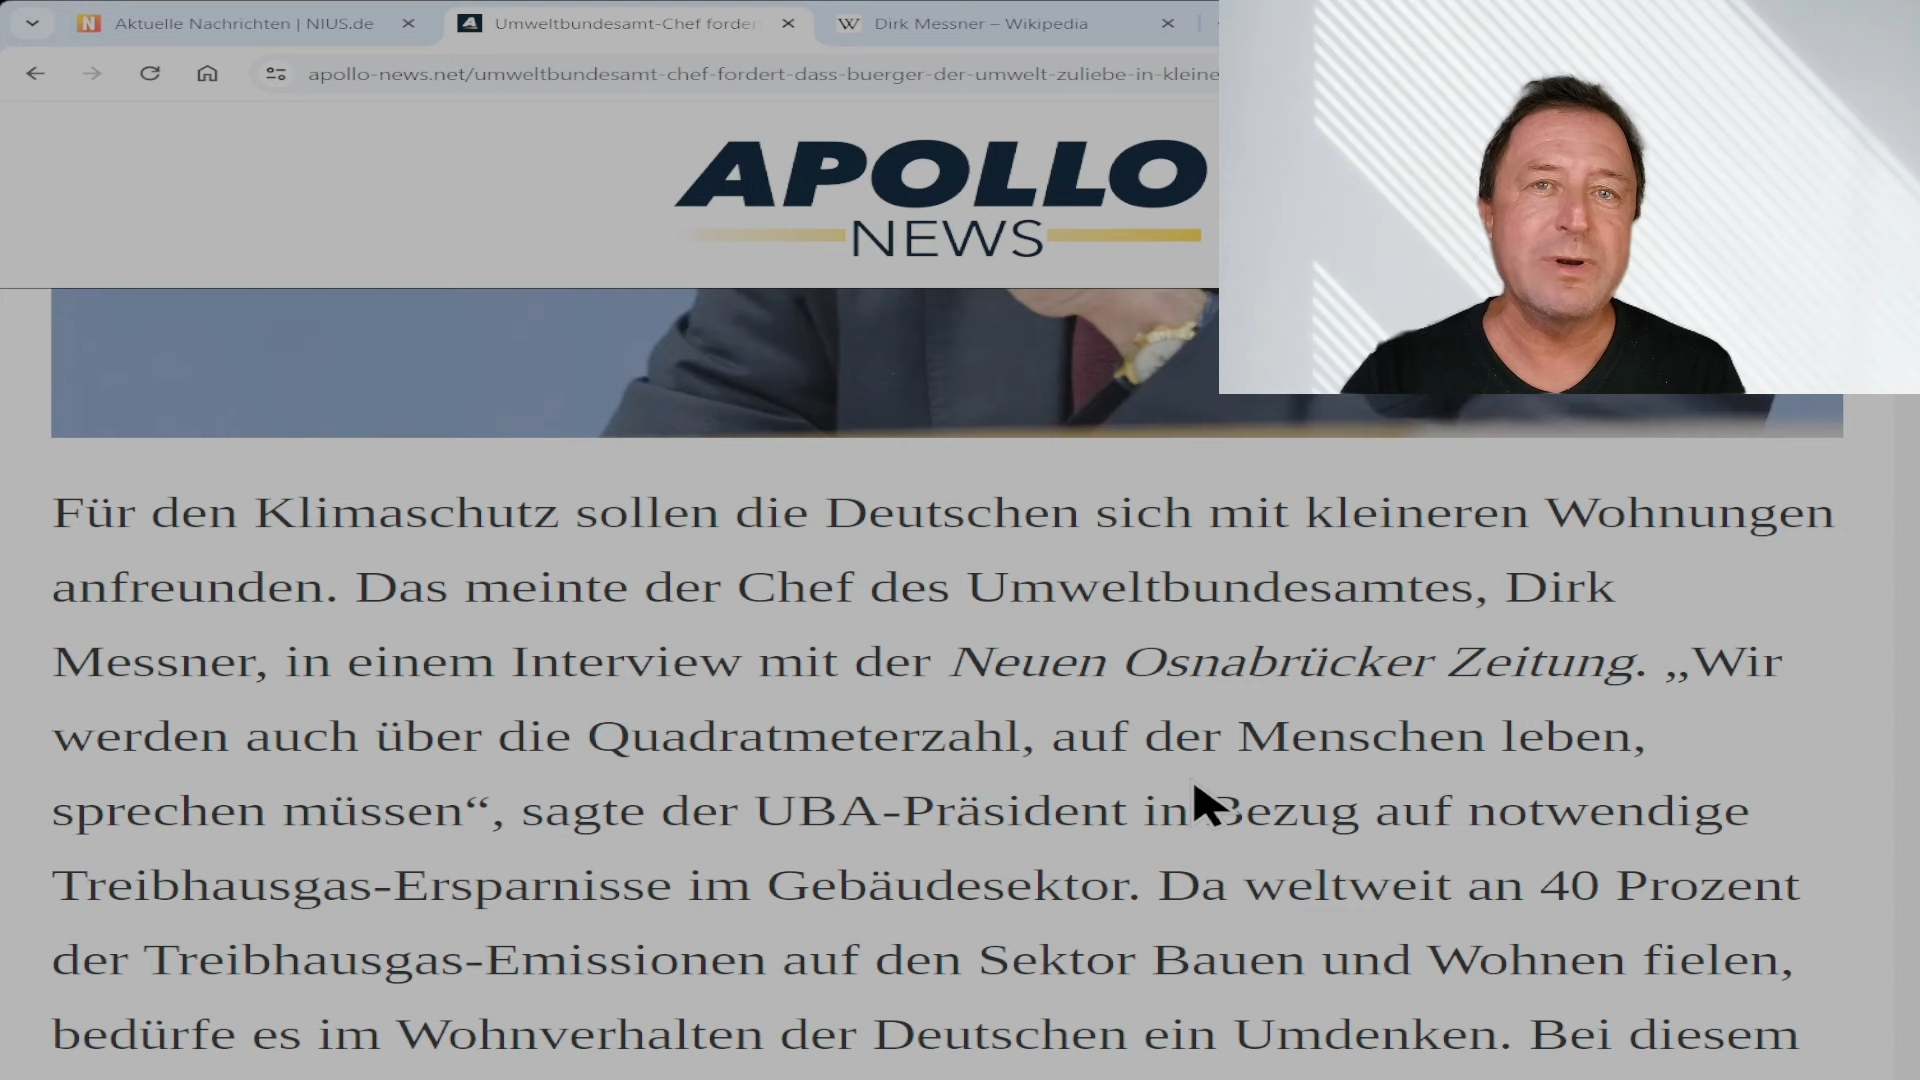 Aktuelle Nachrichten | NIUS.de
Umweltbundesamt-Chef forder
W Dirk Messner – Wikipedia
apollo-news.net/umweltbundesamt-chef-fordert-dass-buerger-der-umwelt-zuliebe-in-kleine
APOLLO
NEWS
Für den Klimaschutz sollen die Deutschen sich mit kleineren Wohnungen
anfreunden. Das meinte der Chef des Umweltbundesamtes, Dirk
Messner, in einem Interview mit der Neuen Osnabrücker Zeitung. „Wir
werden auch über die Quadratmeterzahl, auf der Menschen leben,
sprechen müssen“, sagte der UBA-Präsident in Bezug auf notwendige
Treibhausgas-Ersparnisse im Gebäudesektor. Da weltweit an 40 Prozent
der Treibhausgas-Emissionen auf den Sektor Bauen und Wohnen fielen,
bedürfe es im Wohnverhalten der Deutschen ein Umdenken. Bei diesem